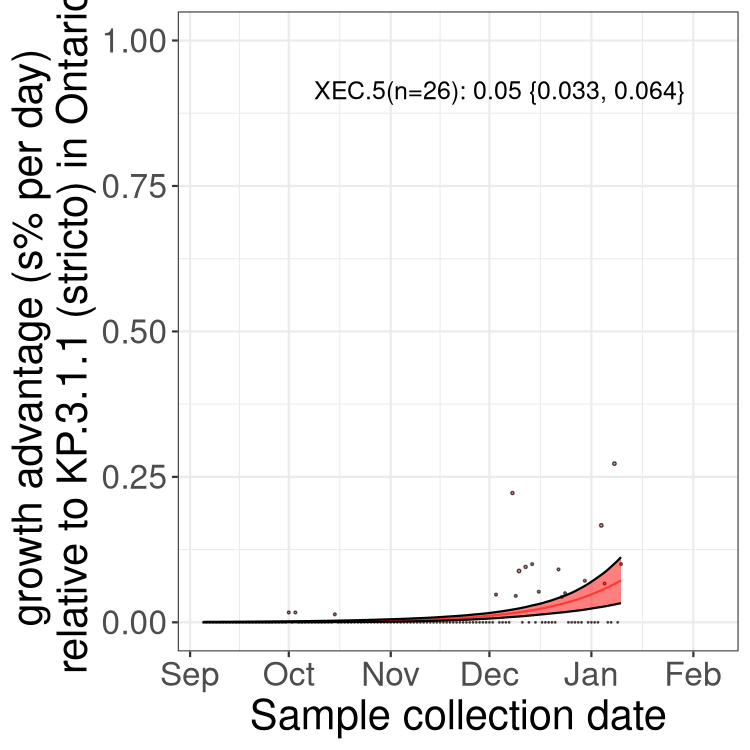 growth advantage (s% per day)
relative to KP.3.1.1 (stricto) in Ontario
1.00
0.75
0.50
0.25
0.00
XEC.5(n=26): 0.05 {0.033, 0.064}
Sep Oct Nov Dec Jan Feb
Sample collection date